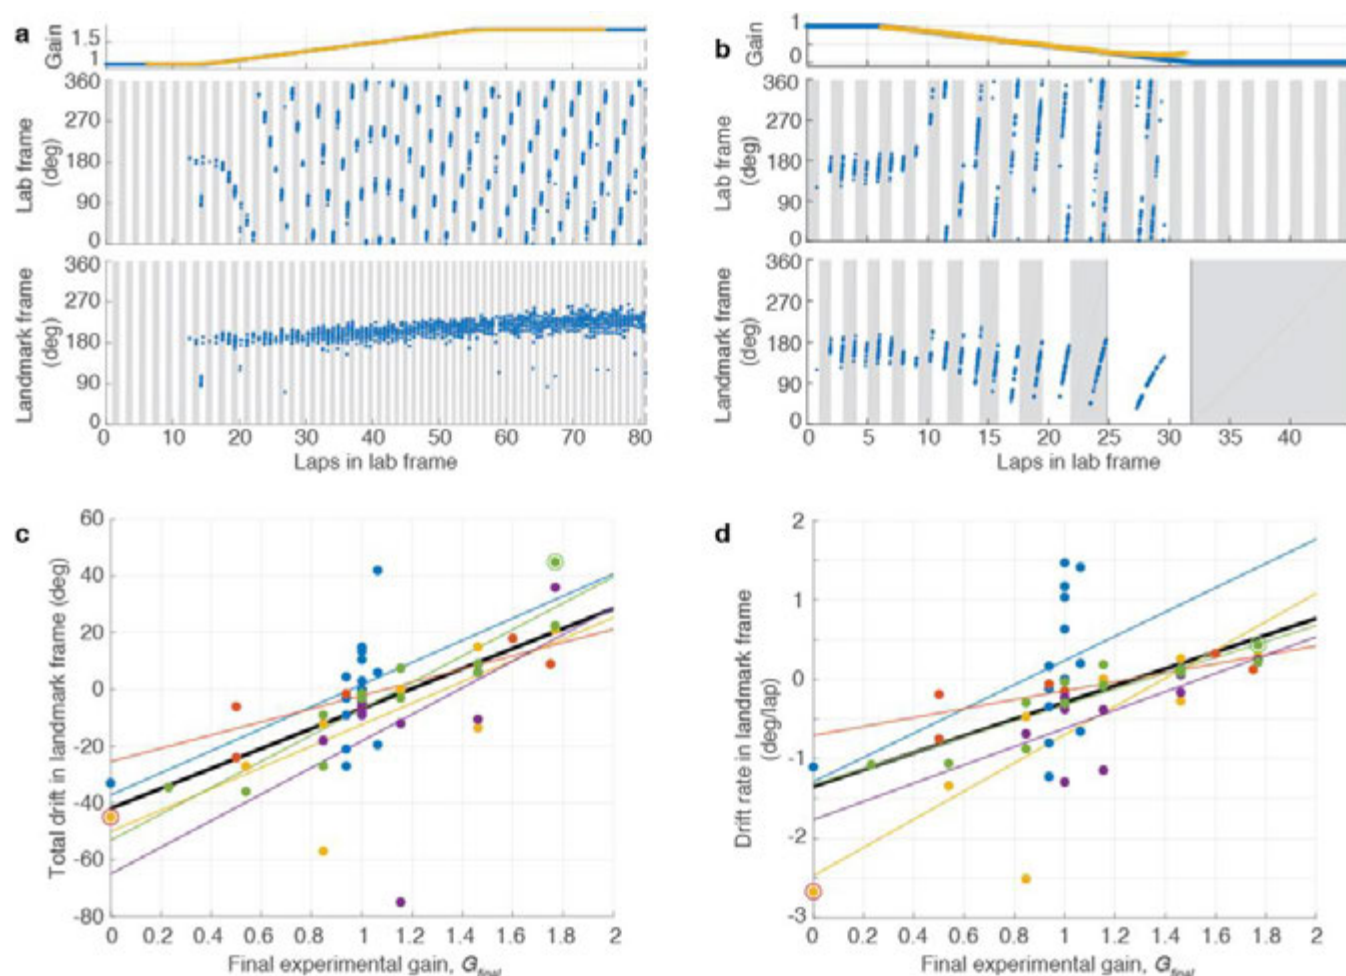 a
Gain
1.5
1
Lab frame
(deg)
360
270
180
90
0
Landmark frame
(deg)
360
270
180
90
0
0 10 20 30 40 50 60 70 80
Laps in lab frame
b
Gain
1
0
Lab frame
(deg)
360
270
180
90
0
Landmark frame
(deg)
360
270
180
90
0
0 5 10 15 20 25 30 35 40
Laps in lab frame
c
Total drift in landmark frame (deg)
60
40
20
0
-20
-40
-60
-80
0 0.2 0.4 0.6 0.8 1 1.2 1.4 1.6 1.8 2
Final experimental gain, G final
d
Drift rate in landmark frame
(deg/lap)
2
1
0
-1
-2
-3
0 0.2 0.4 0.6 0.8 1 1.2 1.4 1.6 1.8 2
Final experimental gain, G final